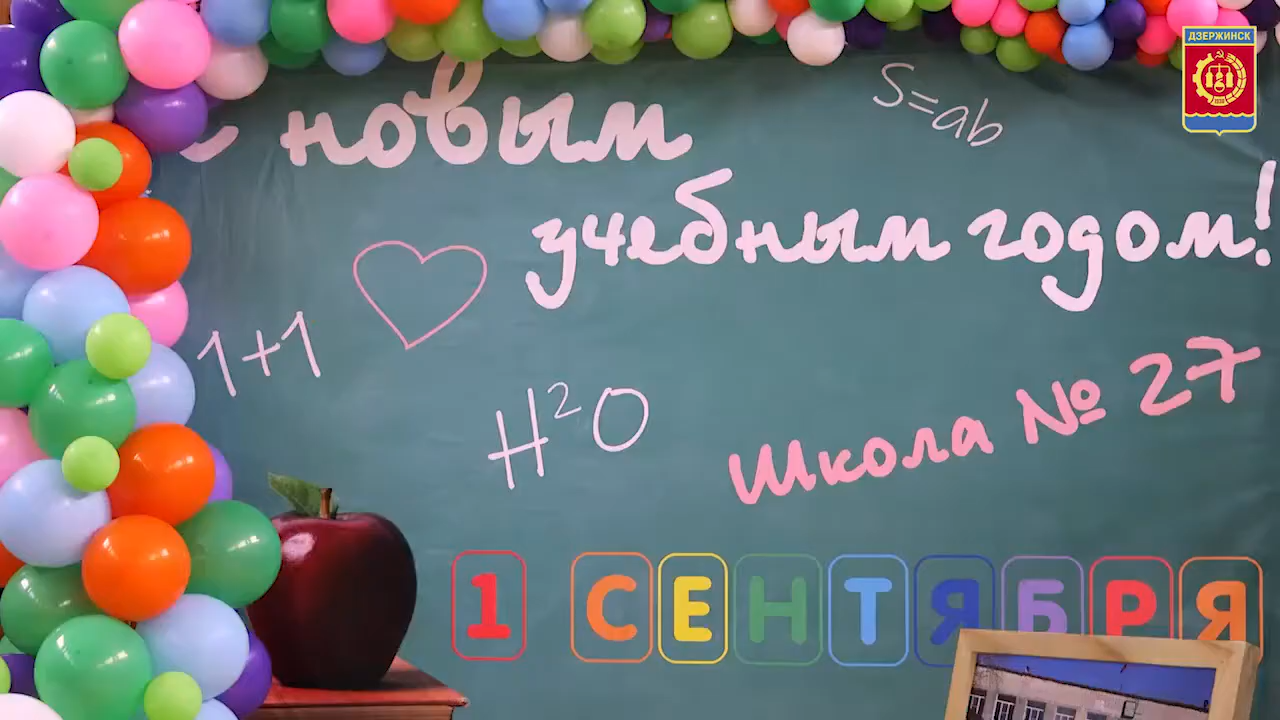 ДЗЕРЖИНСК
С новым
S=ab
учебным годом!
1+1
H²O
Школа № 27
1 СЕНТЯБРЯ